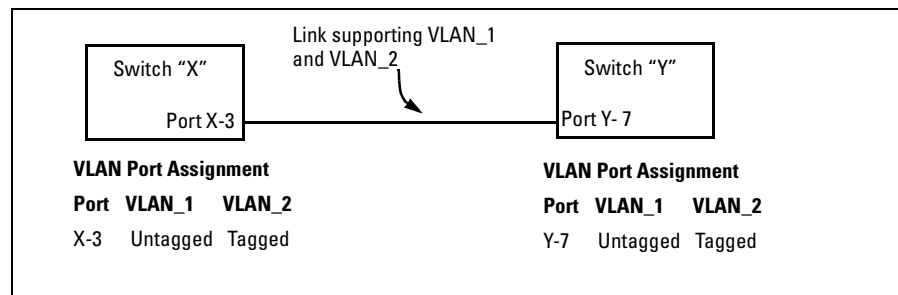 Link supporting VLAN_1
and VLAN_2
Switch “X”
Switch “Y”
Port X-3
Port Y- 7
VLAN Port Assignment
Port VLAN_1 VLAN_2
X-3 Untagged Tagged
VLAN Port Assignment
Port VLAN_1 VLAN_2
Y-7 Untagged Tagged